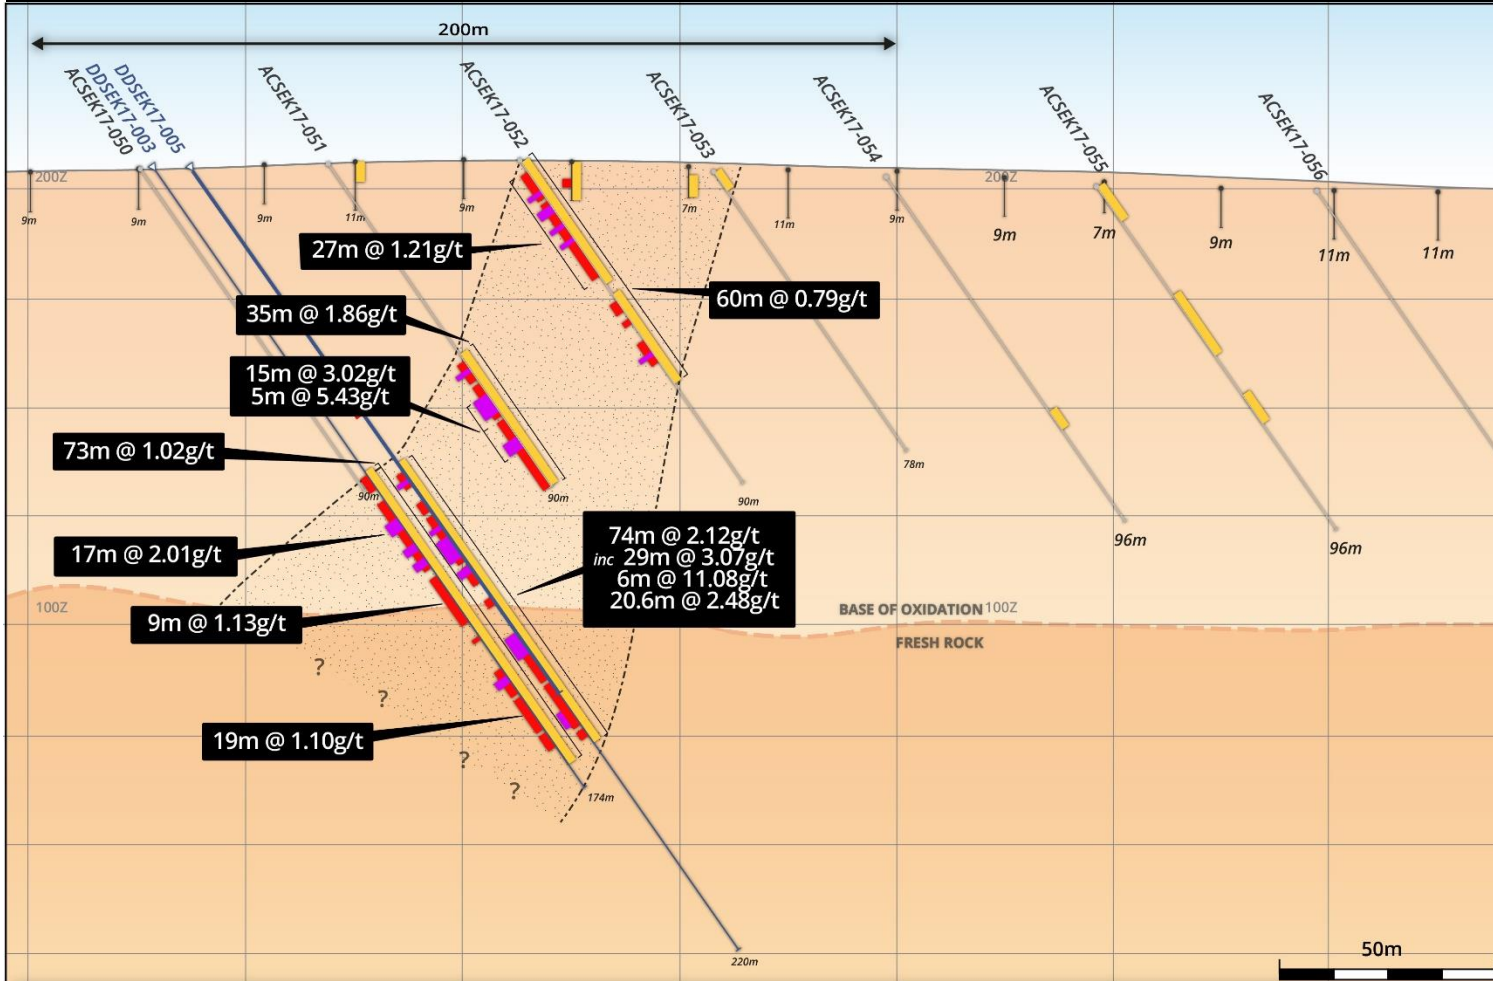 200m
ACSEK17-050
DDSEK17-003
DDSEK17-005
ACSEK17-051
ACSEK17-052
ACSEK17-053
ACSEK17-054
ACSEK17-055
ACSEK17-056
200Z
200Z
9m
9m
9m
11m
9m
7m
11m
9m
9m
7m
9m
11m
11m
27m @ 1.21g/t
60m @ 0.79g/t
35m @ 1.86g/t
15m @ 3.02g/t
5m @ 5.43g/t
73m @ 1.02g/t
78m
90m
90m
90m
17m @ 2.01g/t
74m @ 2.12g/t
inc 29m @ 3.07g/t
6m @ 11.08g/t
20.6m @ 2.48g/t
96m
96m
100Z
BASE OF OXIDATION 100Z
FRESH ROCK
9m @ 1.13g/t
?
?
19m @ 1.10g/t
?
?
174m
220m
50m